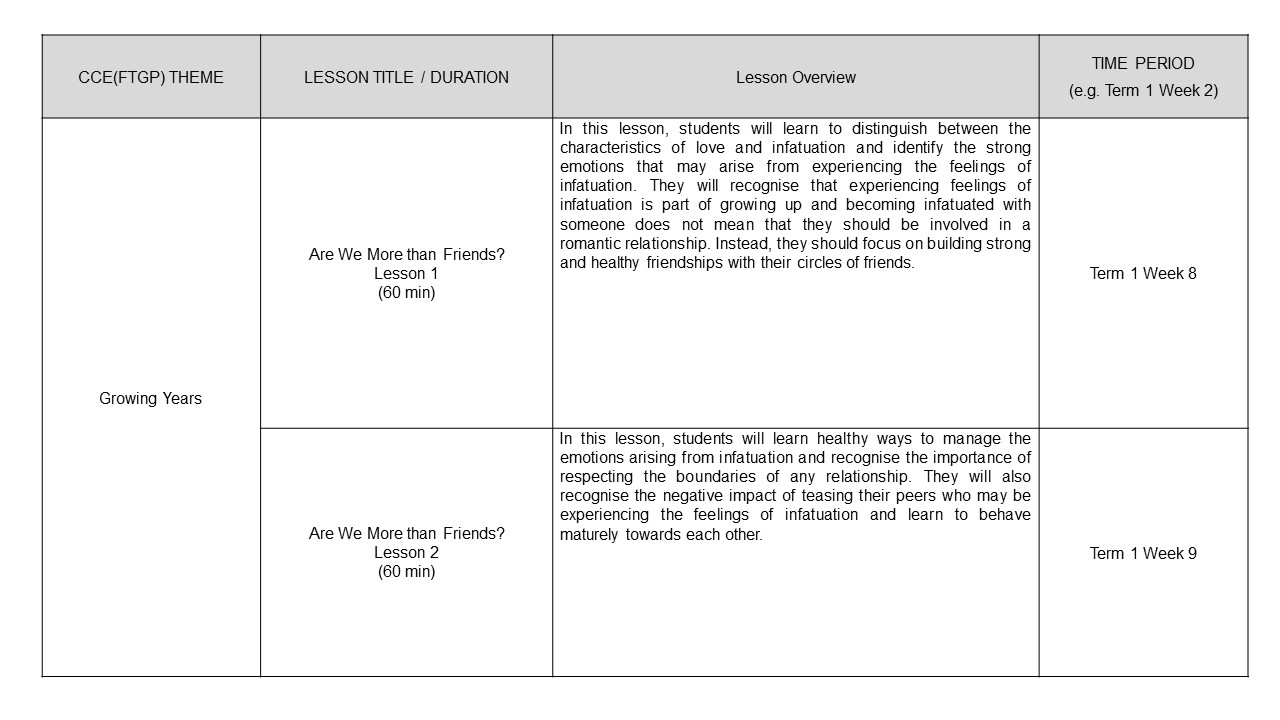 CCE(FTGP) THEME
LESSON TITLE / DURATION
Lesson Overview
TIME PERIOD
(e.g. Term 1 Week 2)
Growing Years
Are We More than Friends?
Lesson 1
(60 min)
In this lesson, students will learn to distinguish between the
characteristics of love and infatuation and identify the strong
emotions that may arise from experiencing the feelings of
infatuation. They will recognise that experiencing feelings of
infatuation is part of growing up and becoming infatuated with
someone does not mean that they should be involved in a
romantic relationship. Instead, they should focus on building strong
and healthy friendships with their circles of friends.
Term 1 Week 8
Are We More than Friends?
Lesson 2
(60 min)
In this lesson, students will learn healthy ways to manage the
emotions arising from infatuation and recognise the importance of
respecting the boundaries of any relationship. They will also
recognise the negative impact of teasing their peers who may be
experiencing the feelings of infatuation and learn to behave
maturely towards each other.
Term 1 Week 9